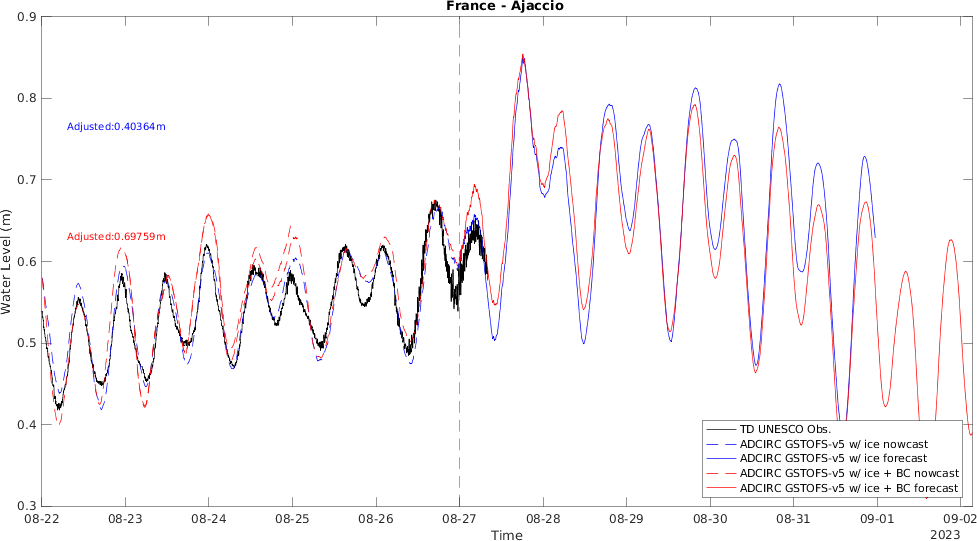 France - Ajaccio
0.9
0.8
0.7
0.6
0.5
0.4
0.3
Water Level (m)
Adjusted:0.40364m
Adjusted:0.69759m
TD UNESCO Obs.
ADCIRC GSTOFS-v5 w/ ice nowcast
ADCIRC GSTOFS-v5 w/ ice forecast
ADCIRC GSTOFS-v5 w/ ice + BC nowcast
ADCIRC GSTOFS-v5 w/ ice + BC forecast
08-22 08-23 08-24 08-25 08-26 08-27 08-28 08-29 08-30 08-31 09-01 09-02
Time
2023